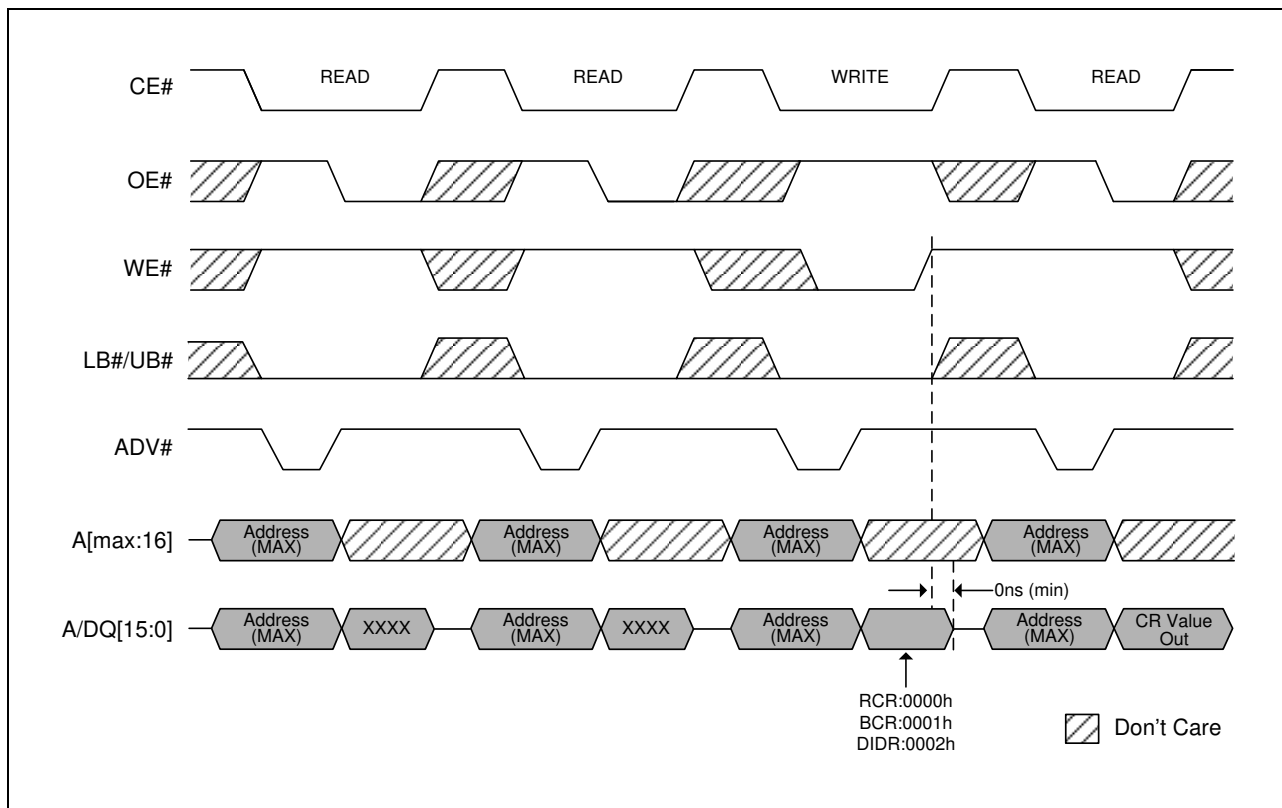 CE#
READ
READ
WRITE
READ
OE#
WE#
LB#/UB#
ADV#
A[max:16]
Address
(MAX)
Address
(MAX)
Address
(MAX)
Address
(MAX)
0ns (min)
A/DQ[15:0]
Address
(MAX)
XXXX
Address
(MAX)
XXXX
Address
(MAX)
Address
(MAX)
CR Value
Out
RCR:0000h
BCR:0001h
DIDR:0002h
Don't Care